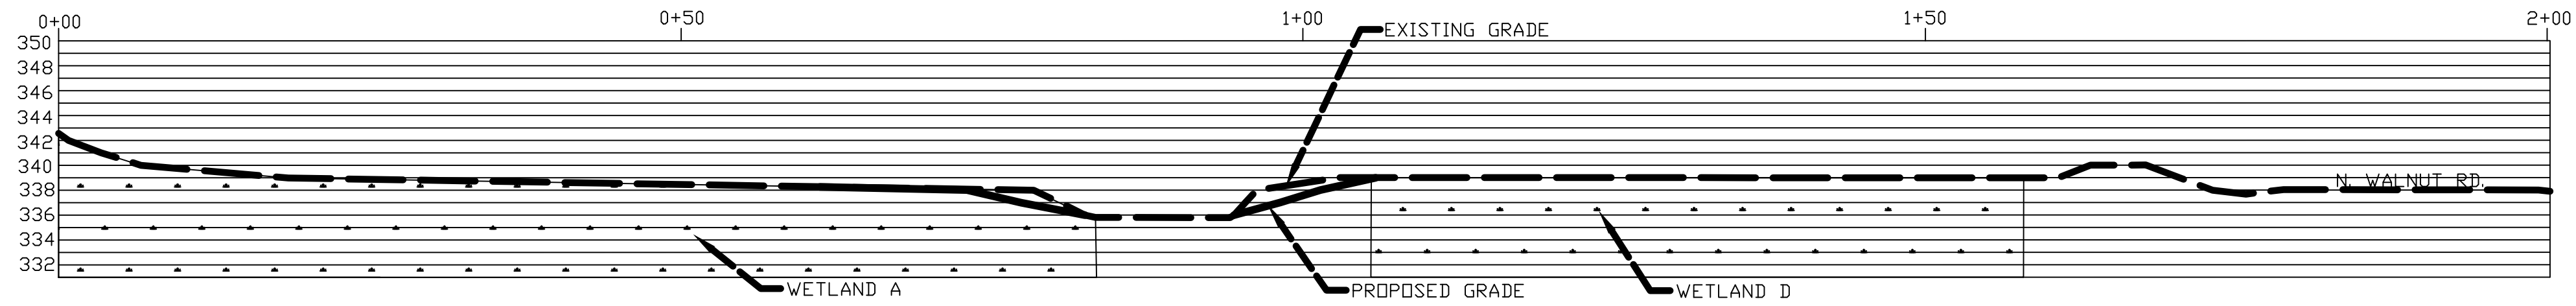 0+00 0+50 1+00 1+50 2+00
EXISTING GRADE
350
348
346
344
342
340
338
336
334
332
N. WALNUT RD.
WETLAND A
PROPOSED GRADE
WETLAND D